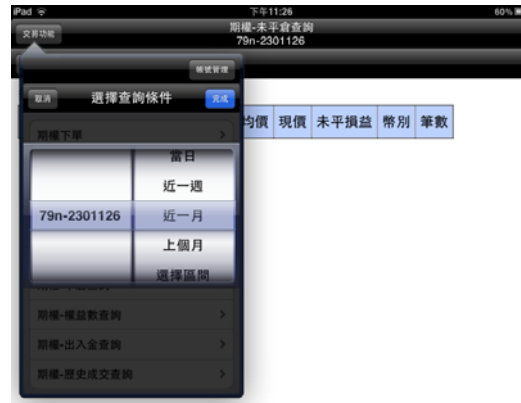 iPad 下午11:26 60%
交易功能
期權-未平倉查詢
79n-2301126
帳號管理
取消 選擇查詢條件 完成
均價 現價 未平損益 幣別 筆數
期權下單
當日
近一週
79n-2301126 近一月
上個月
選擇區間
期權-權益數查詢
期權-出入金查詢
期權-歷史成交查詢